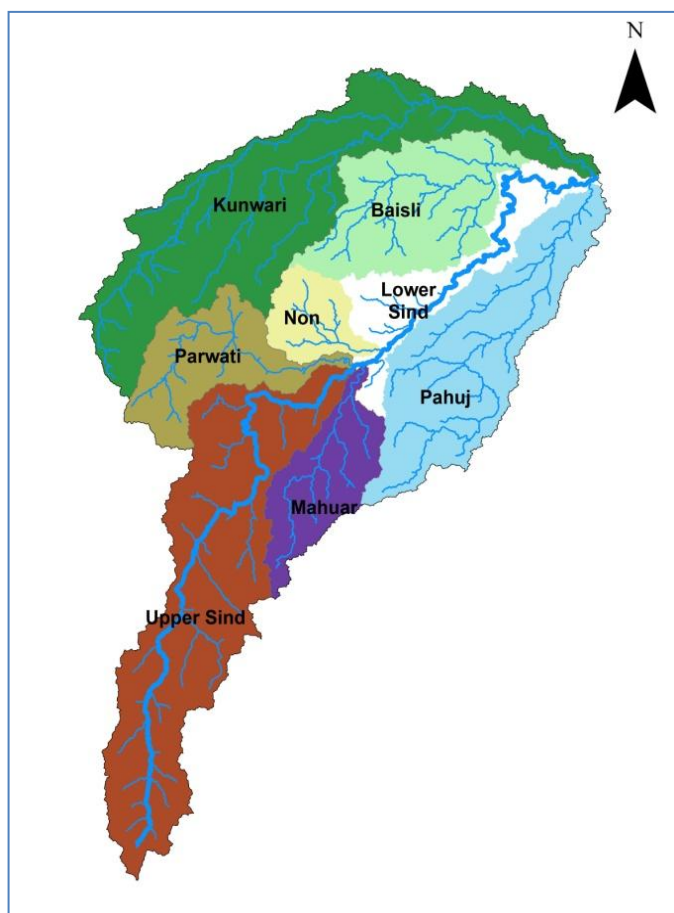 N
Kunwari
Baisli
Lower
Sind
Non
Parwati
Pahuj
Mahuar
Upper Sind